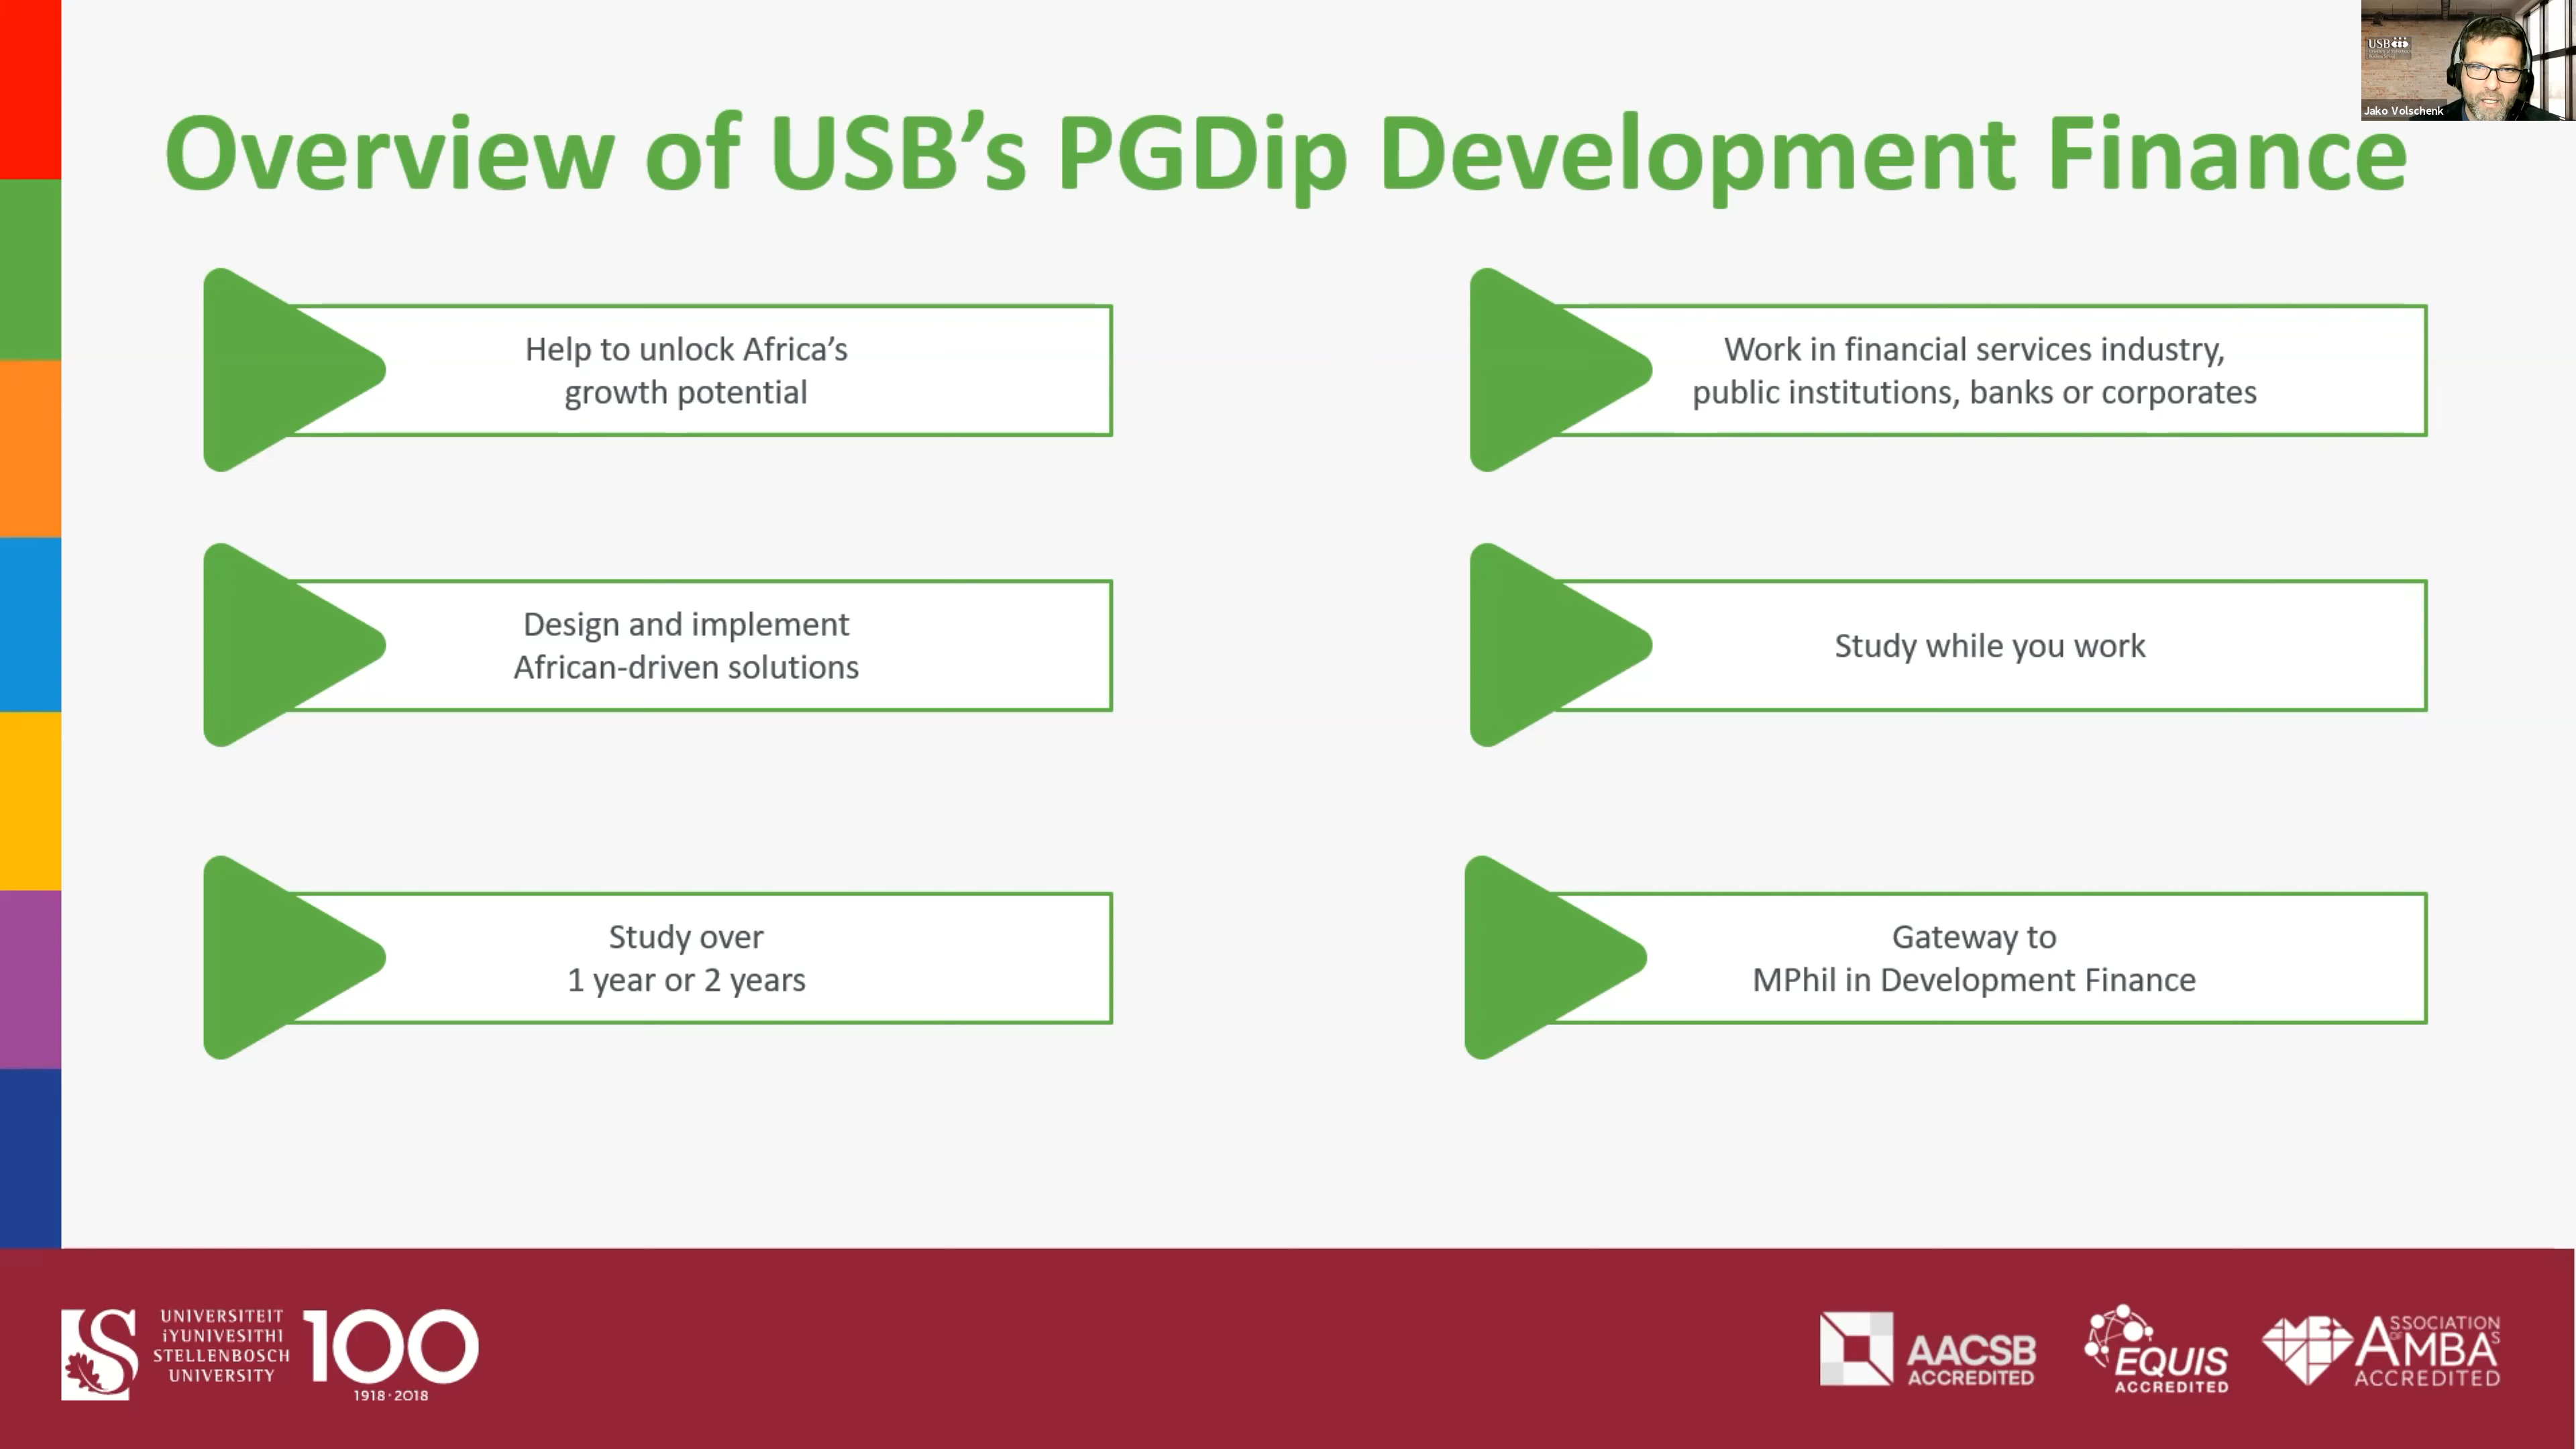 USB
Jako Volschenk
Overview of USB’s PGDip Development Finance
Help to unlock Africa’s
growth potential
Work in financial services industry,
public institutions, banks or corporates
Design and implement
African-driven solutions
Study while you work
Study over
1 year or 2 years
Gateway to
MPhil in Development Finance
UNIVERSITEIT
iYUNIVESITHI
STELLENBOSCH
UNIVERSITY
100
1918·2018
AACSB
ACCREDITED
EQUIS
ACCREDITED
ASSOCIATION
OF MBAs
ACCREDITED